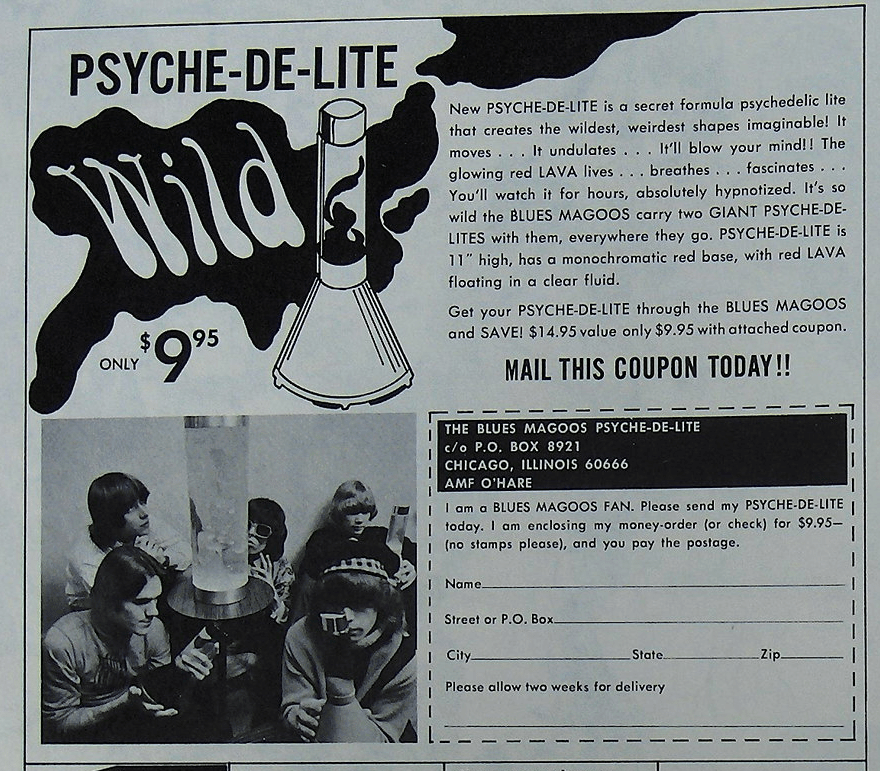 PSYCHE-DE-LITE
Wild
ONLY $9.95
New PSYCHE-DE-LITE is a secret formula psychedelic lite
that creates the wildest, weirdest shapes imaginable! It
moves . . . It undulates . . . It'll blow your mind!! The
glowing red LAVA lives . . . breathes . . . fascinates . . .
You'll watch it for hours, absolutely hypnotized. It's so
wild the BLUES MAGOOS carry two GIANT PSYCHE-DE-
LITES with them, everywhere they go. PSYCHE-DE-LITE is
11" high, has a monochromatic red base, with red LAVA
floating in a clear fluid.
Get your PSYCHE-DE-LITE through the BLUES MAGOOS
and SAVE! $14.95 value only $9.95 with attached coupon.
MAIL THIS COUPON TODAY!!
THE BLUES MAGOOS PSYCHE-DE-LITE
c/o P.O. BOX 8921
CHICAGO, ILLINOIS 60666
AMF O'HARE
I am a BLUES MAGOOS FAN. Please send my PSYCHE-DE-LITE
today. I am enclosing my money-order (or check) for $9.95—
(no stamps please), and you pay the postage.
Name
Street or P.O. Box
City State Zip
Please allow two weeks for delivery